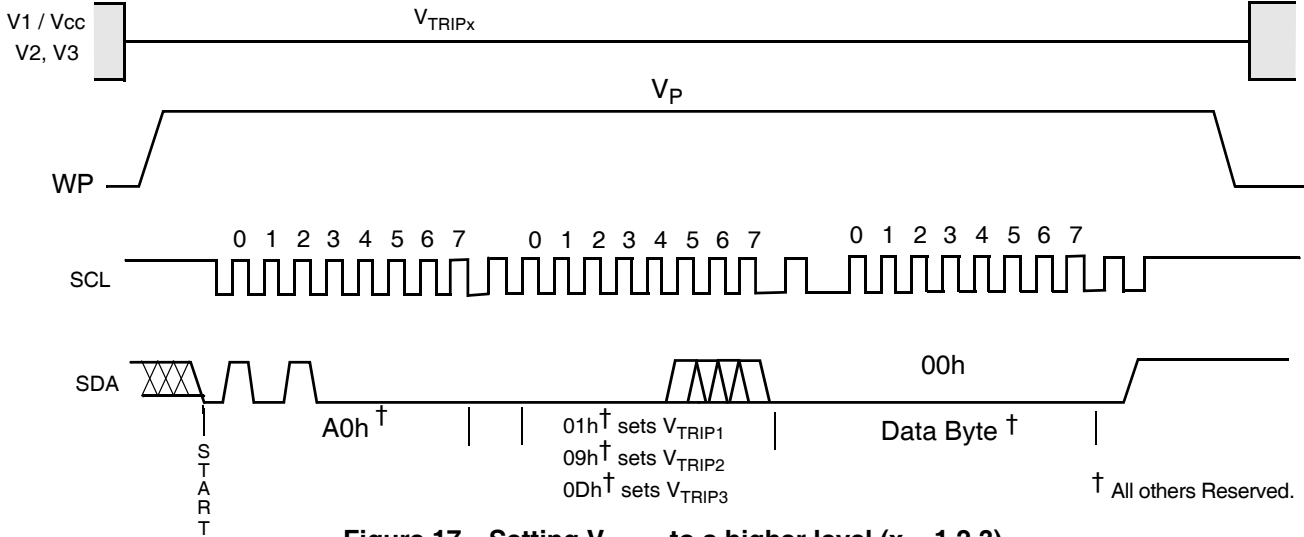 V1 / Vcc
V2, V3
VTRIPx
VP
WP
0 1 2 3 4 5 6 7 0 1 2 3 4 5 6 7 0 1 2 3 4 5 6 7
SCL
SDA
00h
START
A0h †
01h† sets VTRIP1
09h† sets VTRIP2
0Dh† sets VTRIP3
Data Byte †
† All others Reserved.